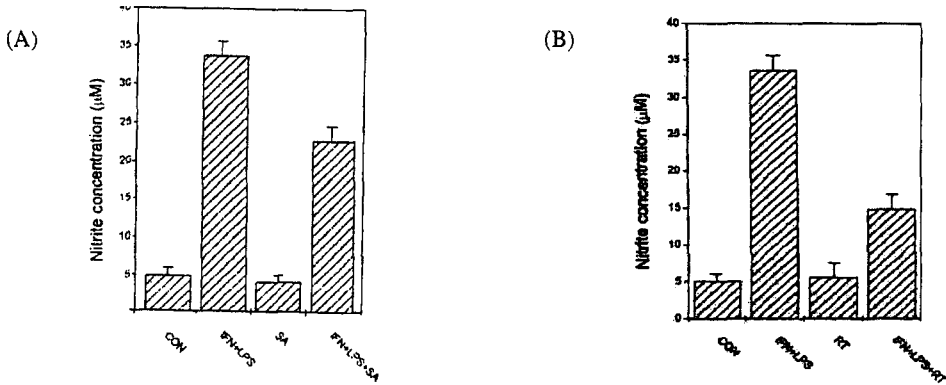 (A)
Nitrite concentration (μM)
40
35
30
25
20
15
10
5
CON
IFN+LPS
SA
IFN+LPS+SA
(B)
Nitrite concentration (μM)
40
35
30
25
20
15
10
5
0
CON
IFN+LPS
RT
IFN+LPS+RT